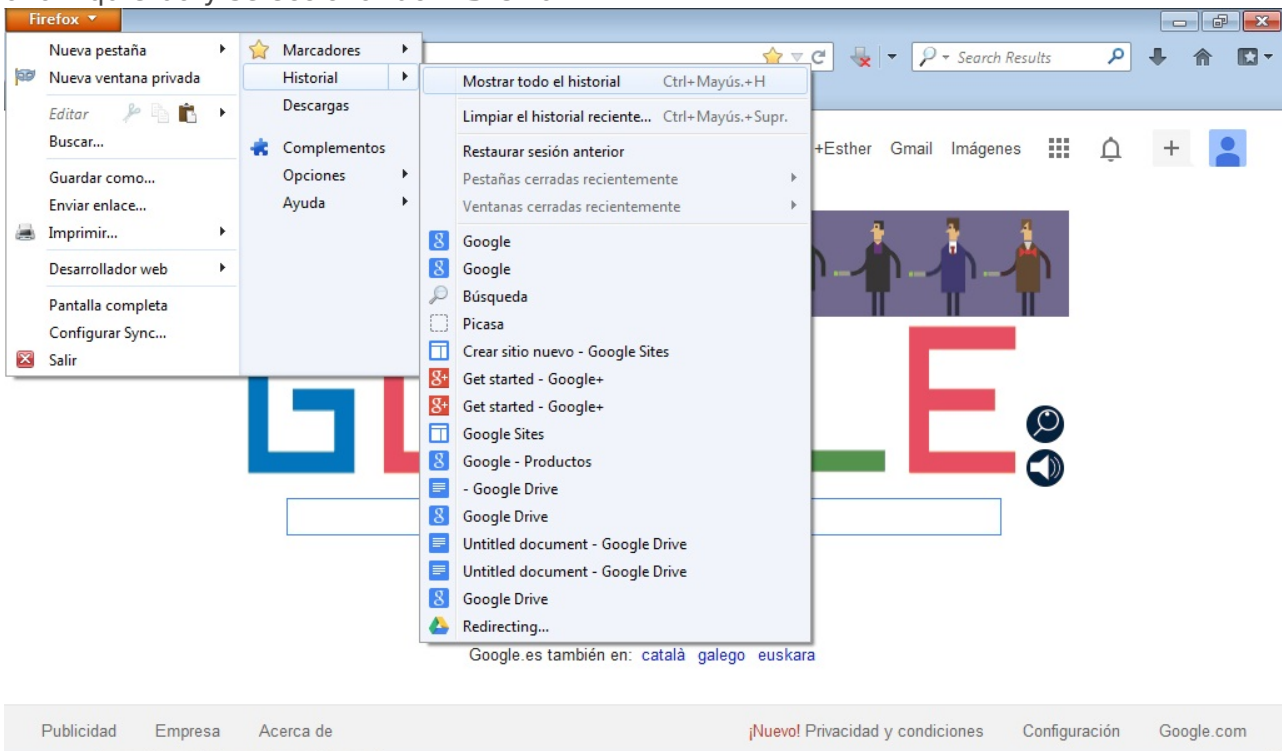 Firefox
Nueva pestaña
Nueva ventana privada
Editar
Buscar...
Guardar como...
Enviar enlace...
Imprimir...
Desarrollador web
Pantalla completa
Configurar Sync...
Salir
Marcadores
Historial
Descargas
Complementos
Opciones
Ayuda
Mostrar todo el historial Ctrl+Mayús.+H
Limpiar el historial reciente... Ctrl+Mayús.+Supr.
Restaurar sesión anterior
Pestañas cerradas recientemente
Ventanas cerradas recientemente
Google
Google
Búsqueda
Picasa
Crear sitio nuevo - Google Sites
Get started - Google+
Get started - Google+
Google Sites
Google - Productos
- Google Drive
Google Drive
Untitled document - Google Drive
Untitled document - Google Drive
Google Drive
Redirecting...
Search Results
+Esther Gmail Imágenes
Google.es también en: català galego euskara
Publicidad Empresa Acerca de ¡Nuevo! Privacidad y condiciones Configuración Google.com